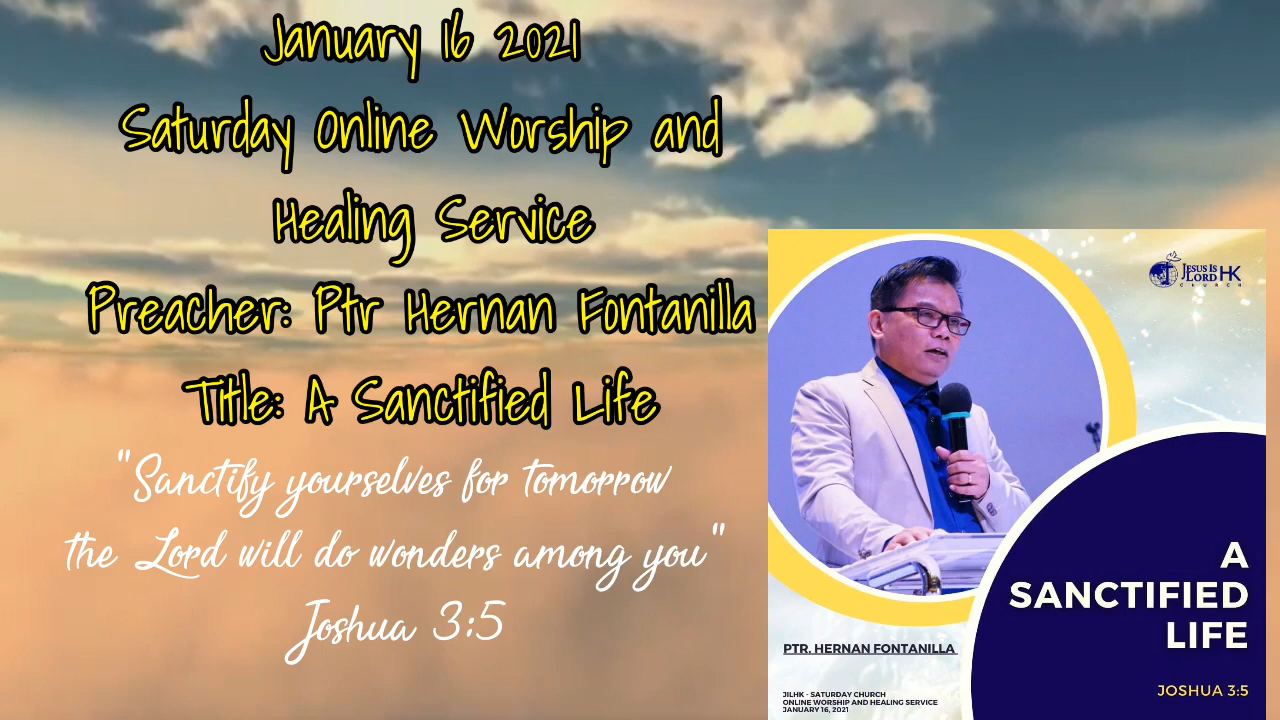 January 16 2021
Saturday Online Worship and
Healing Service
Preacher: Ptr Hernan Fontanilla
Title: A Sanctified Life
"Sanctify yourselves for tomorrow
the Lord will do wonders among you"
Joshua 3:5
JESUS IS
LORD HK
CHURCH
A
SANCTIFIED
LIFE
PTR. HERNAN FONTANILLA
JOSHUA 3:5
JILHK - SATURDAY CHURCH
ONLINE WORSHIP AND HEALING SERVICE
JANUARY 16, 2021